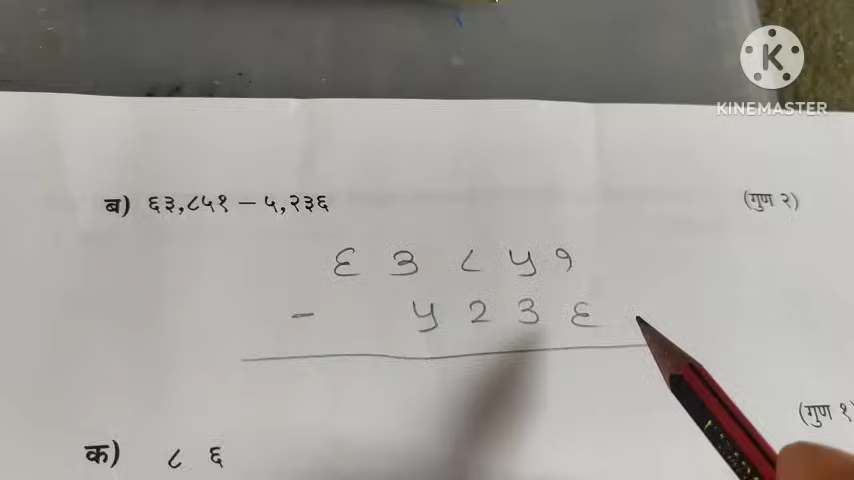 KINEMASTER
ब) ६३,८५१ – ५,२३६ (गुण २)
६ ३ ८ ५ १
– ५ २ ३ ६
(गुण १)
क) ८ ६